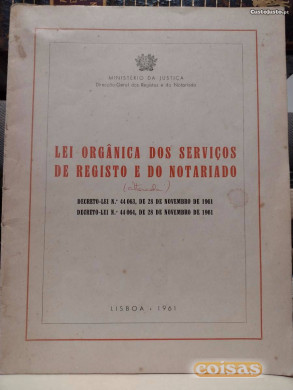 CustoJusto.pt
MINISTÉRIO DA JUSTIÇA
Direcção-Geral dos Registos e do Notariado
LEI ORGÂNICA DOS SERVIÇOS
DE REGISTO E DO NOTARIADO
DECRETO-LEI N.º 44 063, DE 28 DE NOVEMBRO DE 1961
DECRETO-LEI N.º 44 064, DE 28 DE NOVEMBRO DE 1961
LISBOA • 1961
coisas